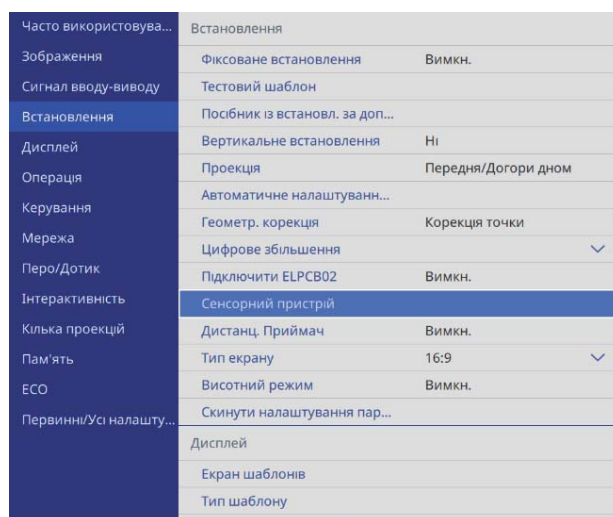 Часто використовува...
Зображення
Сигнал вводу-виводу
Встановлення
Дисплей
Операція
Керування
Мережа
Перо/Дотик
Інтерактивність
Кілька проекцій
Пам'ять
ECO
Первинні/Усі налашту...
Встановлення
Фіксоване встановлення Вимкн.
Тестовий шаблон
Посібник із встановл. за доп...
Вертикальне встановлення Ні
Проекція Передня/Догори дном
Автоматичне налаштуванн...
Геометр. корекція Корекція точки
Цифрове збільшення
Підключити ELPCB02 Вимкн.
Сенсорний пристрій
Дистанц. Приймач Вимкн.
Тип екрану 16:9
Висотний режим Вимкн.
Скинути налаштування пар...
Дисплей
Екран шаблонів
Тип шаблону